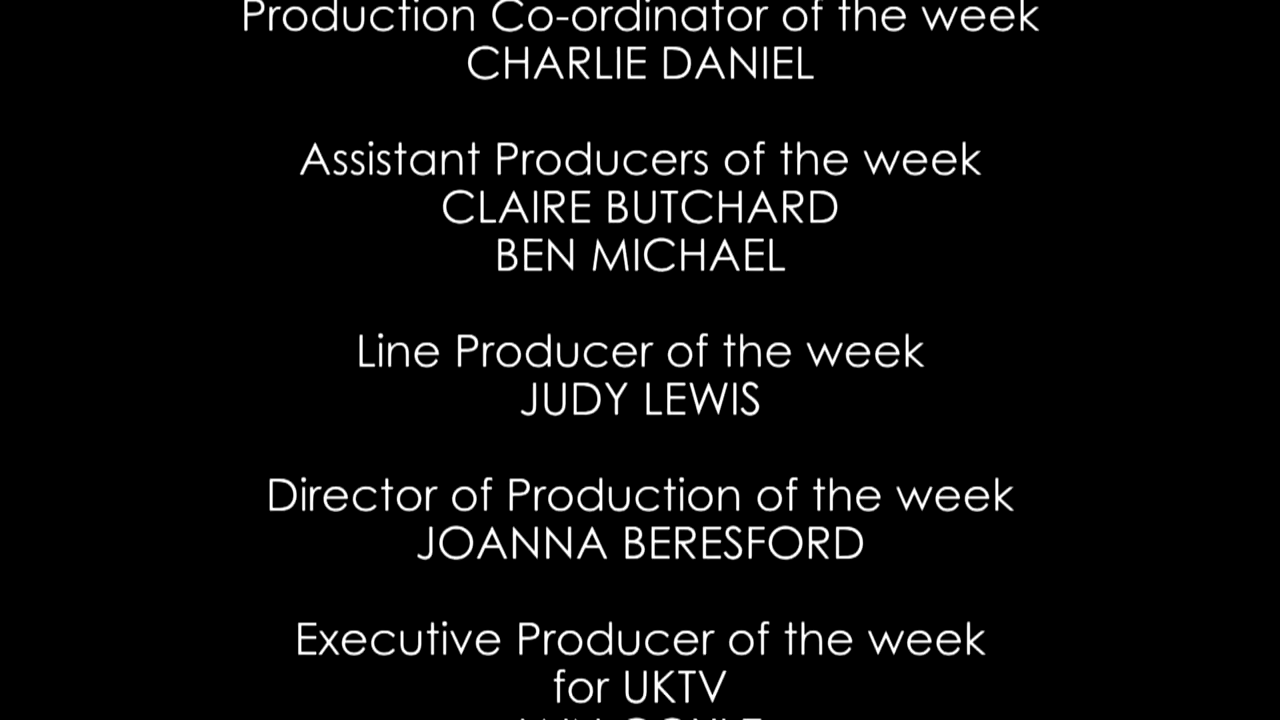 Production Co-ordinator of the week
CHARLIE DANIEL
Assistant Producers of the week
CLAIRE BUTCHARD
BEN MICHAEL
Line Producer of the week
JUDY LEWIS
Director of Production of the week
JOANNA BERESFORD
Executive Producer of the week
for UKTV